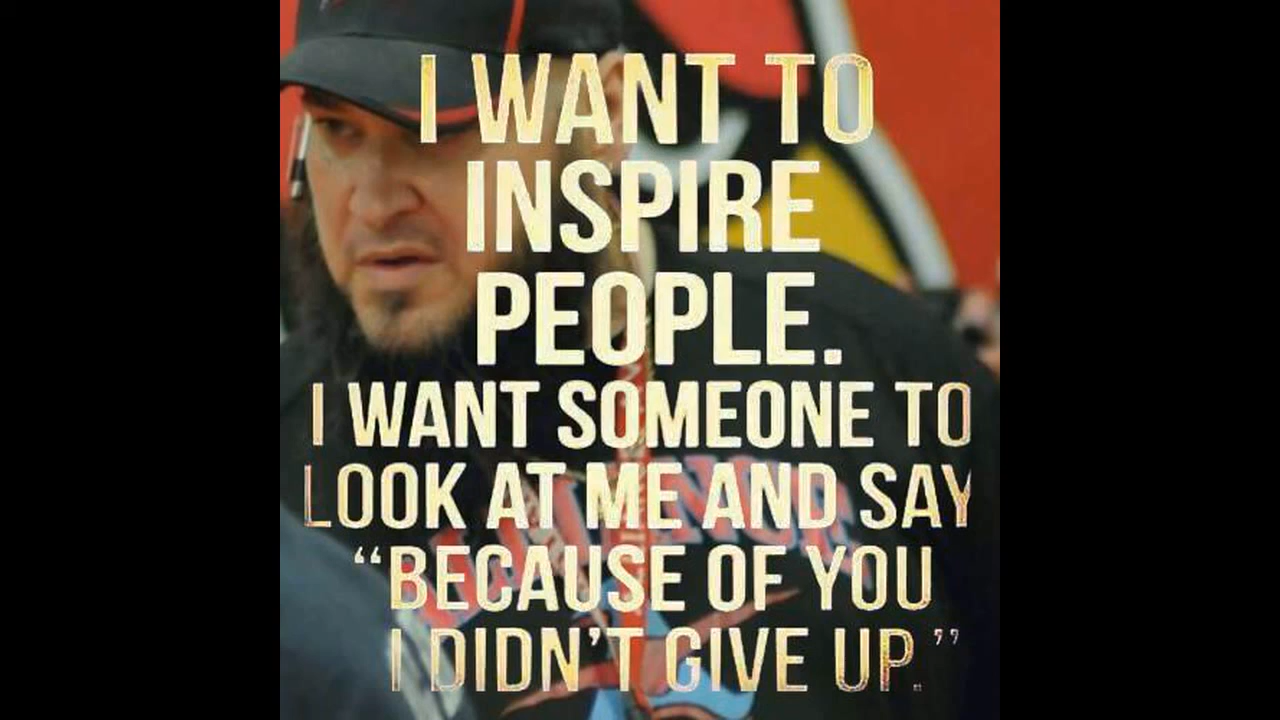 I WANT TO
INSPIRE
PEOPLE.
I WANT SOMEONE TO
LOOK AT ME AND SAY
“BECAUSE OF YOU
I DIDN’T GIVE UP.”